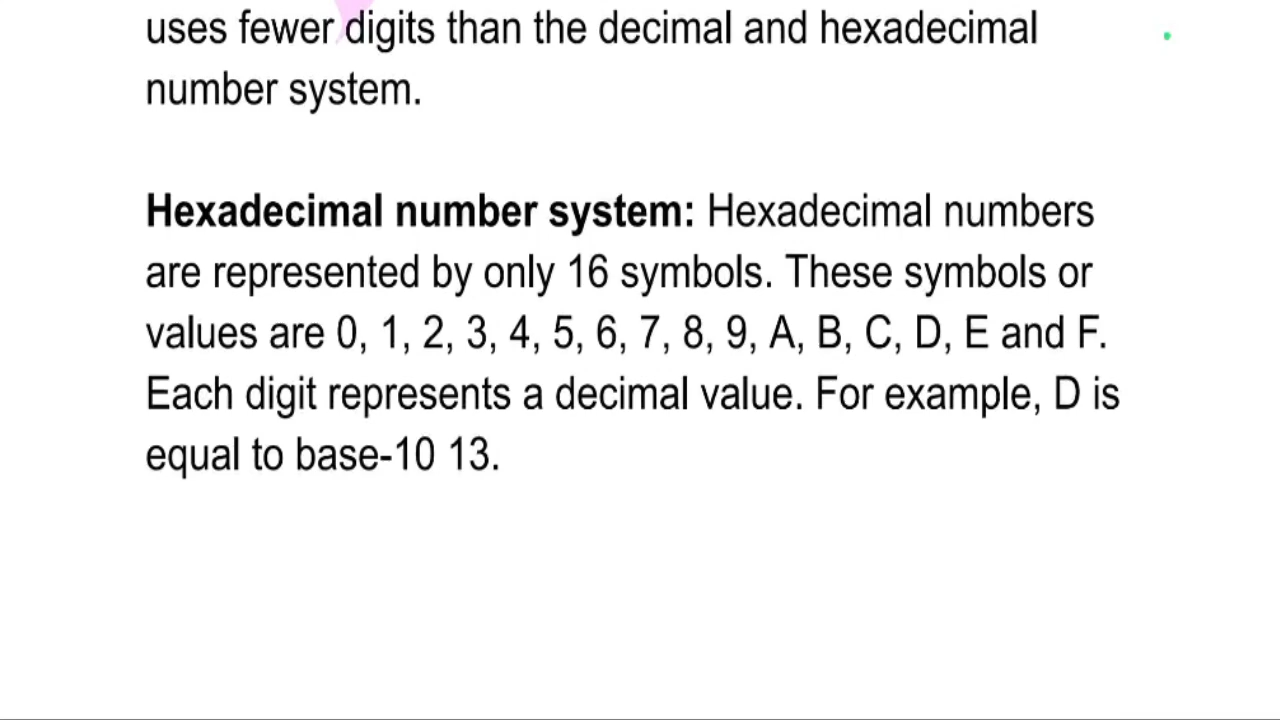 uses fewer digits than the decimal and hexadecimal
number system.
Hexadecimal number system: Hexadecimal numbers
are represented by only 16 symbols. These symbols or
values are 0, 1, 2, 3, 4, 5, 6, 7, 8, 9, A, B, C, D, E and F.
Each digit represents a decimal value. For example, D is
equal to base-10 13.